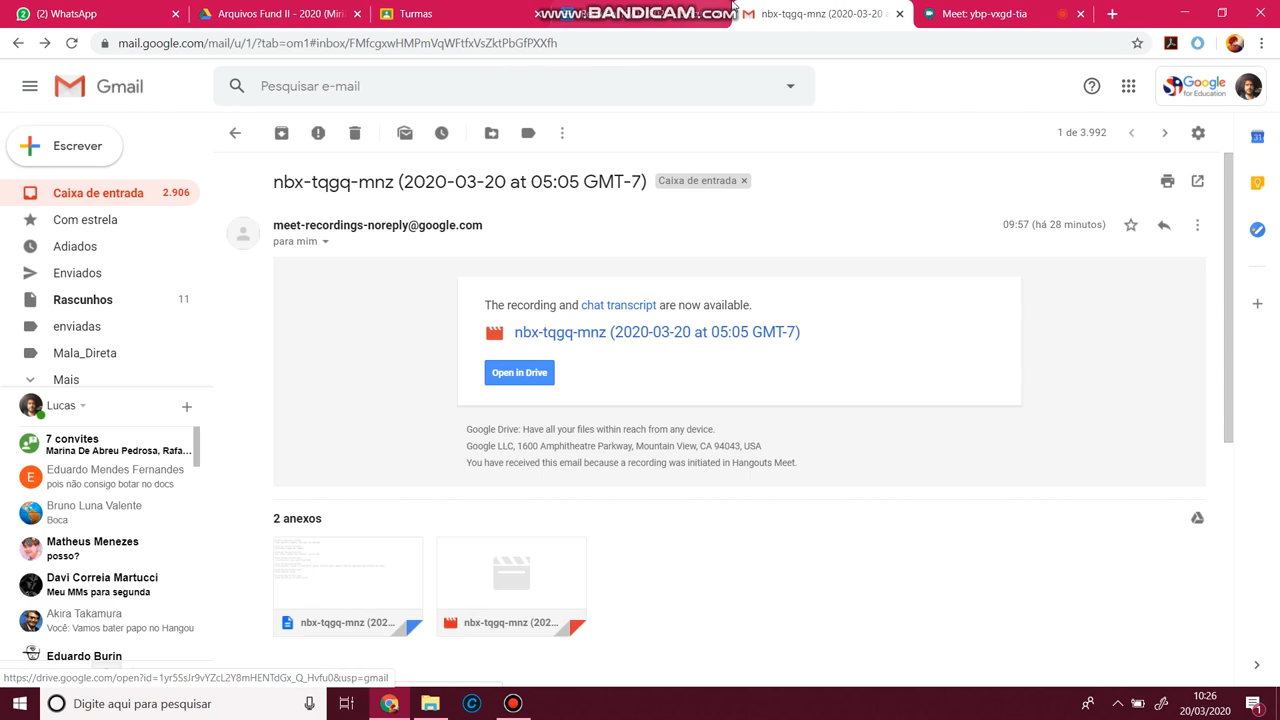 (2) WhatsApp
Arquivos Fund II - 2020 (Mini
Turmas
www.BANDICAM.com
nbx-tqgq-mnz (2020-03-20 a
Meet: ybp-vxgd-tia
mail.google.com/mail/u/1/?tab=om1#inbox/FMfcgxwHMPmVqWFtfxVsZktPbGfPXXfh
Gmail
Pesquisar e-mail
Google
for Education
Escrever
1 de 3.992
nbx-tqgq-mnz (2020-03-20 at 05:05 GMT-7)
Caixa de entrada ×
Caixa de entrada 2.906
Com estrela
Adiados
Enviados
Rascunhos 11
enviadas
Mala_Direta
Mais
meet-recordings-noreply@google.com
09:57 (há 28 minutos)
para mim
The recording and chat transcript are now available.
nbx-tqgq-mnz (2020-03-20 at 05:05 GMT-7)
Open in Drive
Google Drive: Have all your files within reach from any device.
Google LLC, 1600 Amphitheatre Parkway, Mountain View, CA 94043, USA
You have received this email because a recording was initiated in Hangouts Meet.
2 anexos
nbx-tqgq-mnz (202...
nbx-tqgq-mnz (202...
Lucas
7 convites
Marina De Abreu Pedrosa, Rafa...
E
Eduardo Mendes Fernandes
pois não consigo botar no docs
Bruno Luna Valente
Boca
Matheus Menezes
posso?
Davi Correia Martucci
Meu MMs para segunda
Akira Takamura
Você: Vamos bater papo no Hangou
Eduardo Burin
https://drive.google.com/open?id=1yr5SsJr9vYZcL2Y8mHENTdGx_Q_Hvfu0&usp=gmail
Digite aqui para pesquisar
10:26
20/03/2020
1